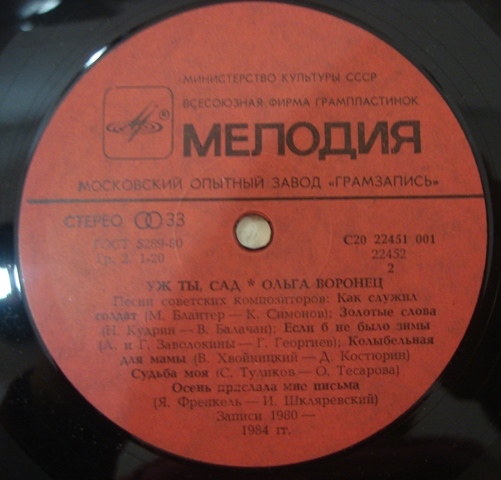 МИНИСТЕРСТВО КУЛЬТУРЫ СССР
ВСЕСОЮЗНАЯ ФИРМА ГРАМПЛАСТИНОК
МЕЛОДИЯ
МОСКОВСКИЙ ОПЫТНЫЙ ЗАВОД «ГРАМЗАПИСЬ»
СТЕРЕО 33
ГОСТ 5289-80
Гр. 2. 1-20
С20 22451 001
22452
2
УЖ ТЫ, САД * ОЛЬГА ВОРОНЕЦ
Песни советских композиторов: Как служил
солдат (М. Блантер — К. Симонов); Золотые слова
(Н. Кудрин — В. Балачан); Если б не было зимы
(А. и Г. Заволокины — Г. Георгиев); Колыбельная
для мамы (В. Хвойницкий — Д. Костюрин)
Судьба моя (С. Туликов — О. Тесарова)
Осень прислала мне письма
(Я. Френкель — И. Шкляревский)
Записи 1980 —
1984 гг.